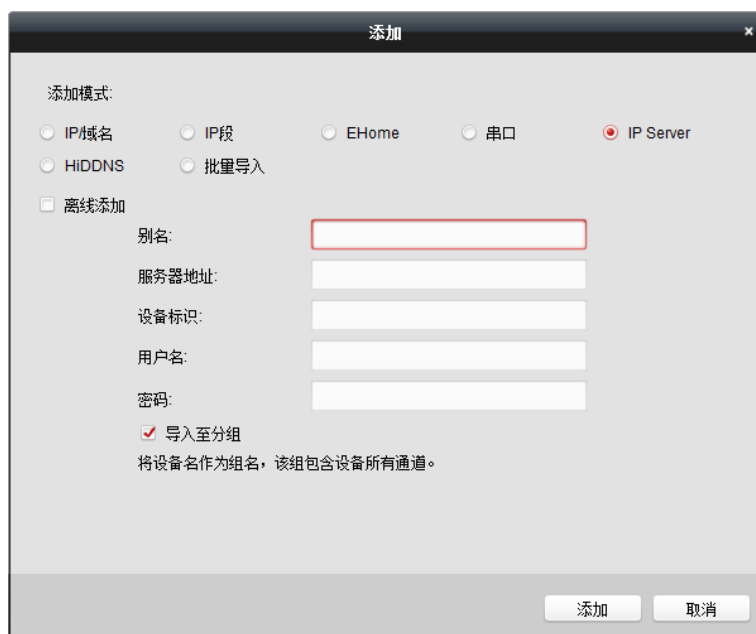 添加
添加模式:
IP/域名 IP段 EHome 串口 IP Server
HiDDNS 批量导入
离线添加
别名:
服务器地址:
设备标识:
用户名:
密码:
导入至分组
将设备名作为组名，该组包含设备所有通道。
添加 取消